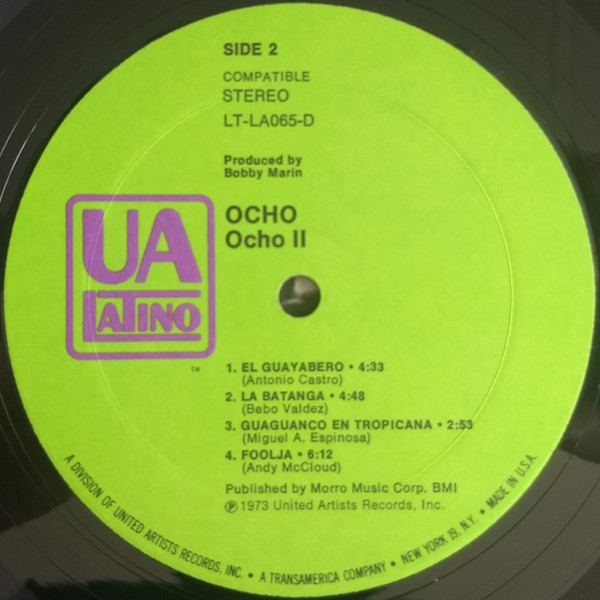 SIDE 2
COMPATIBLE
STEREO
LT-LA065-D
Produced by
Bobby Marin
OCHO
Ocho II
UA
LATINO
TM
1. EL GUAYABERO • 4:33
(Antonio Castro)
2. LA BATANGA • 4:48
(Bebo Valdez)
3. GUAGUANCO EN TROPICANA • 2:53
(Miguel A. Espinosa)
4. FOOLJA • 6:12
(Andy McCloud)
Published by Morro Music Corp. BMI
℗ 1973 United Artists Records, Inc.
A DIVISION OF UNITED ARTISTS RECORDS, INC. • A TRANSAMERICA COMPANY • NEW YORK 19, N.Y. • MADE IN U.S.A.